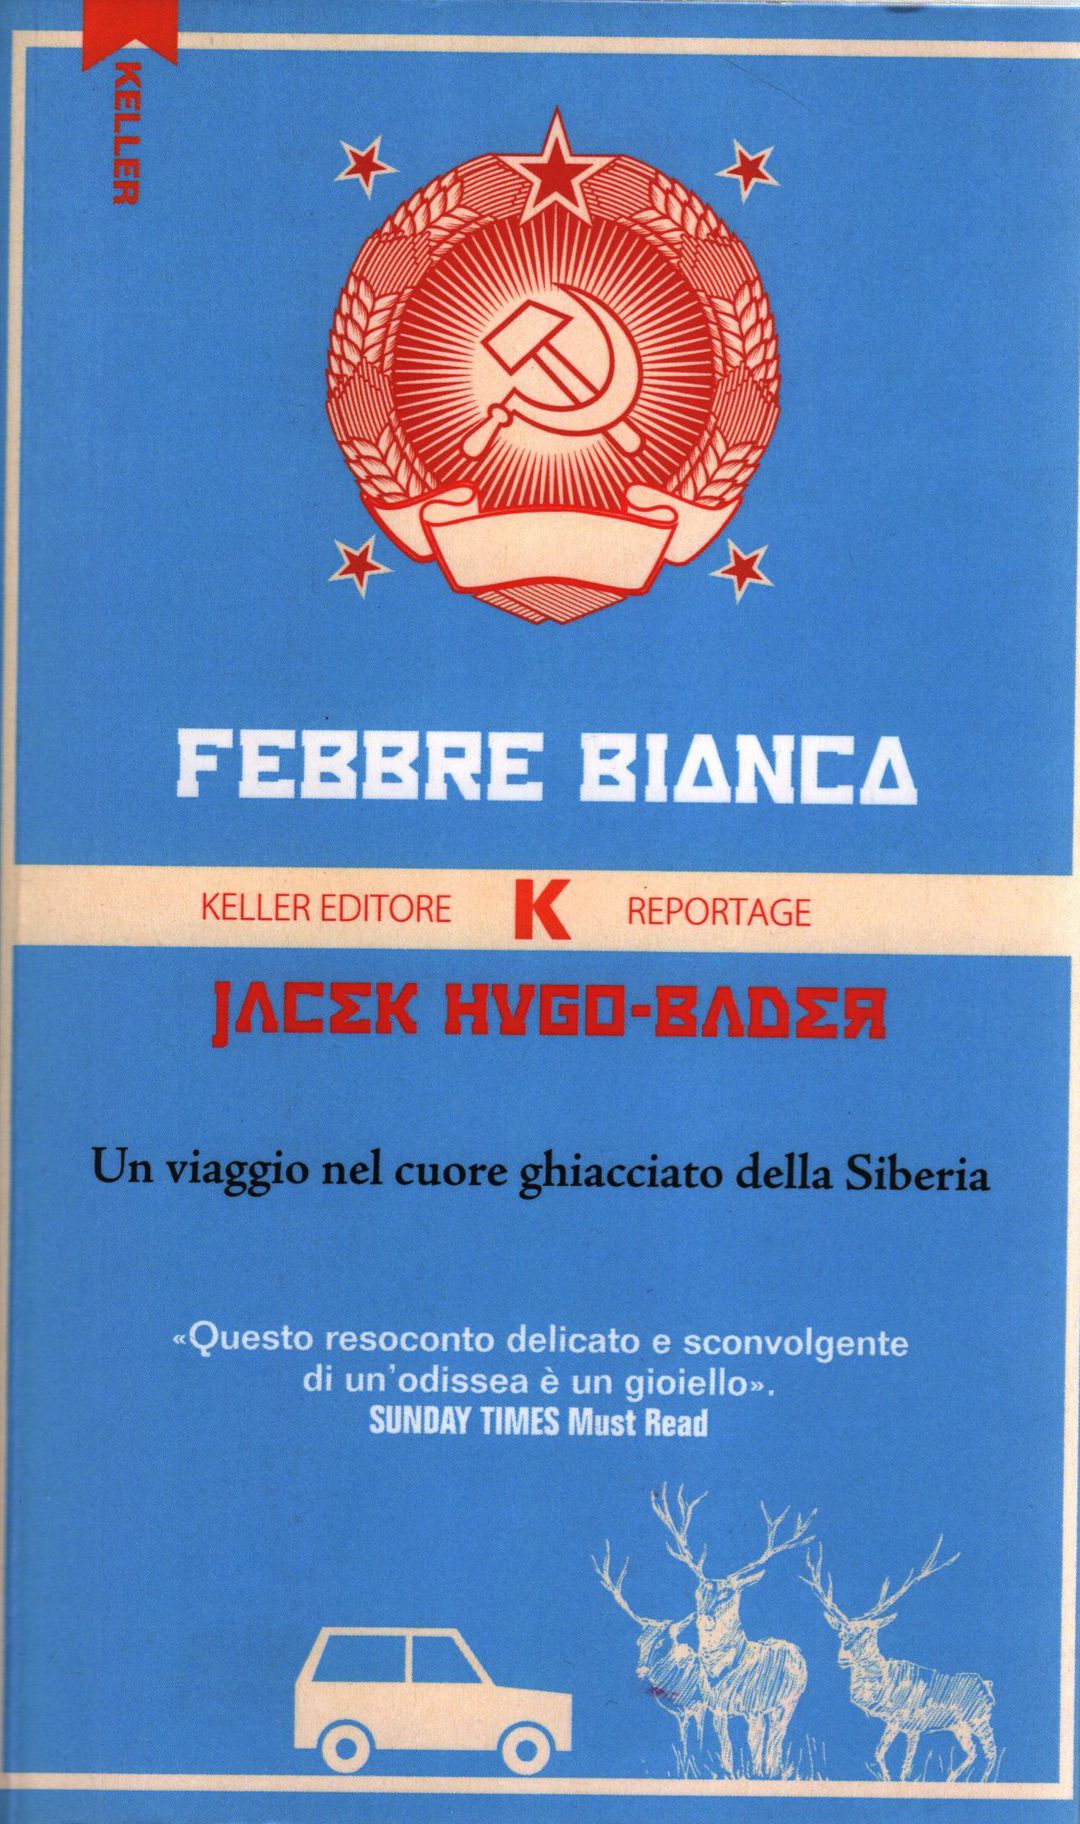 KELLER
FEBBRE BIANCA
KELLER EDITORE K REPORTAGE
JACEK HVGO-BADER
Un viaggio nel cuore ghiacciato della Siberia
«Questo resoconto delicato e sconvolgente
di un'odissea è un gioiello».
SUNDAY TIMES Must Read